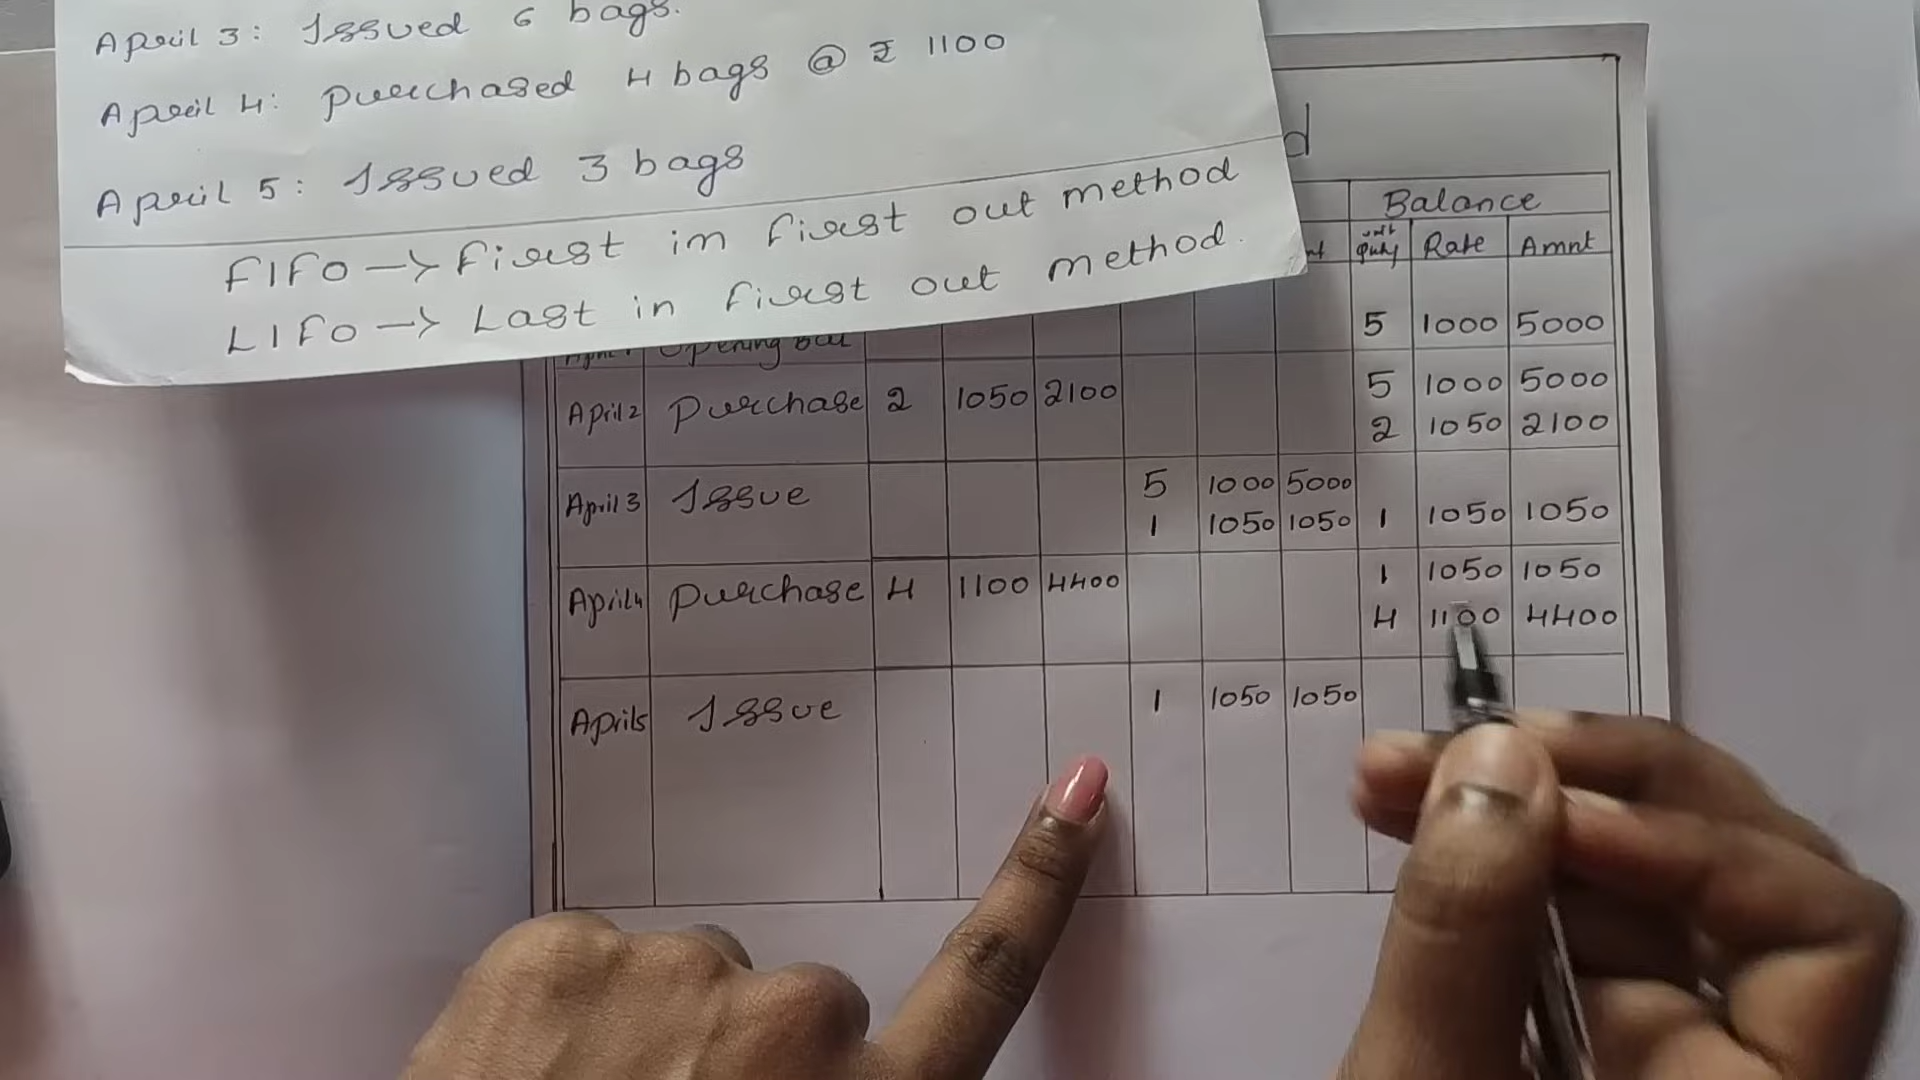 April 3: Issued 6 bags.
April 4: purchased 4 bags @ ₹ 1100
April 5: Issued 3 bags
FIFO -> First in first out method
LIFO -> Last in first out method.
d
Balance
unit Qnty Rate Amnt
Opening bal 5 1000 5000
April 2 Purchase 2 1050 2100 5 1000 5000
2 1050 2100
April 3 Issue 5 1000 5000
1 1050 1050 1 1050 1050
April 4 Purchase 4 1100 4400 1 1050 1050
4 1100 4400
April 5 Issue 1 1050 1050